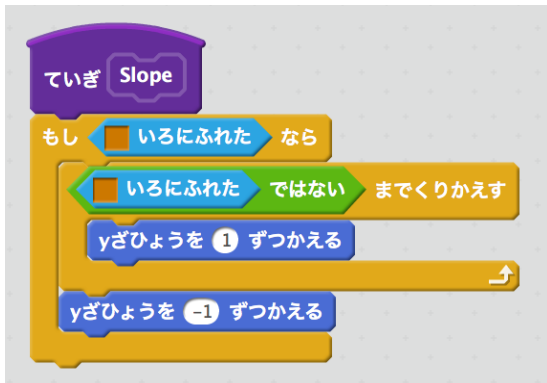 ていぎ Slope
もし いろにふれた なら
いろにふれた ではない までくりかえす
yざひょうを 1 ずつかえる
yざひょうを -1 ずつかえる